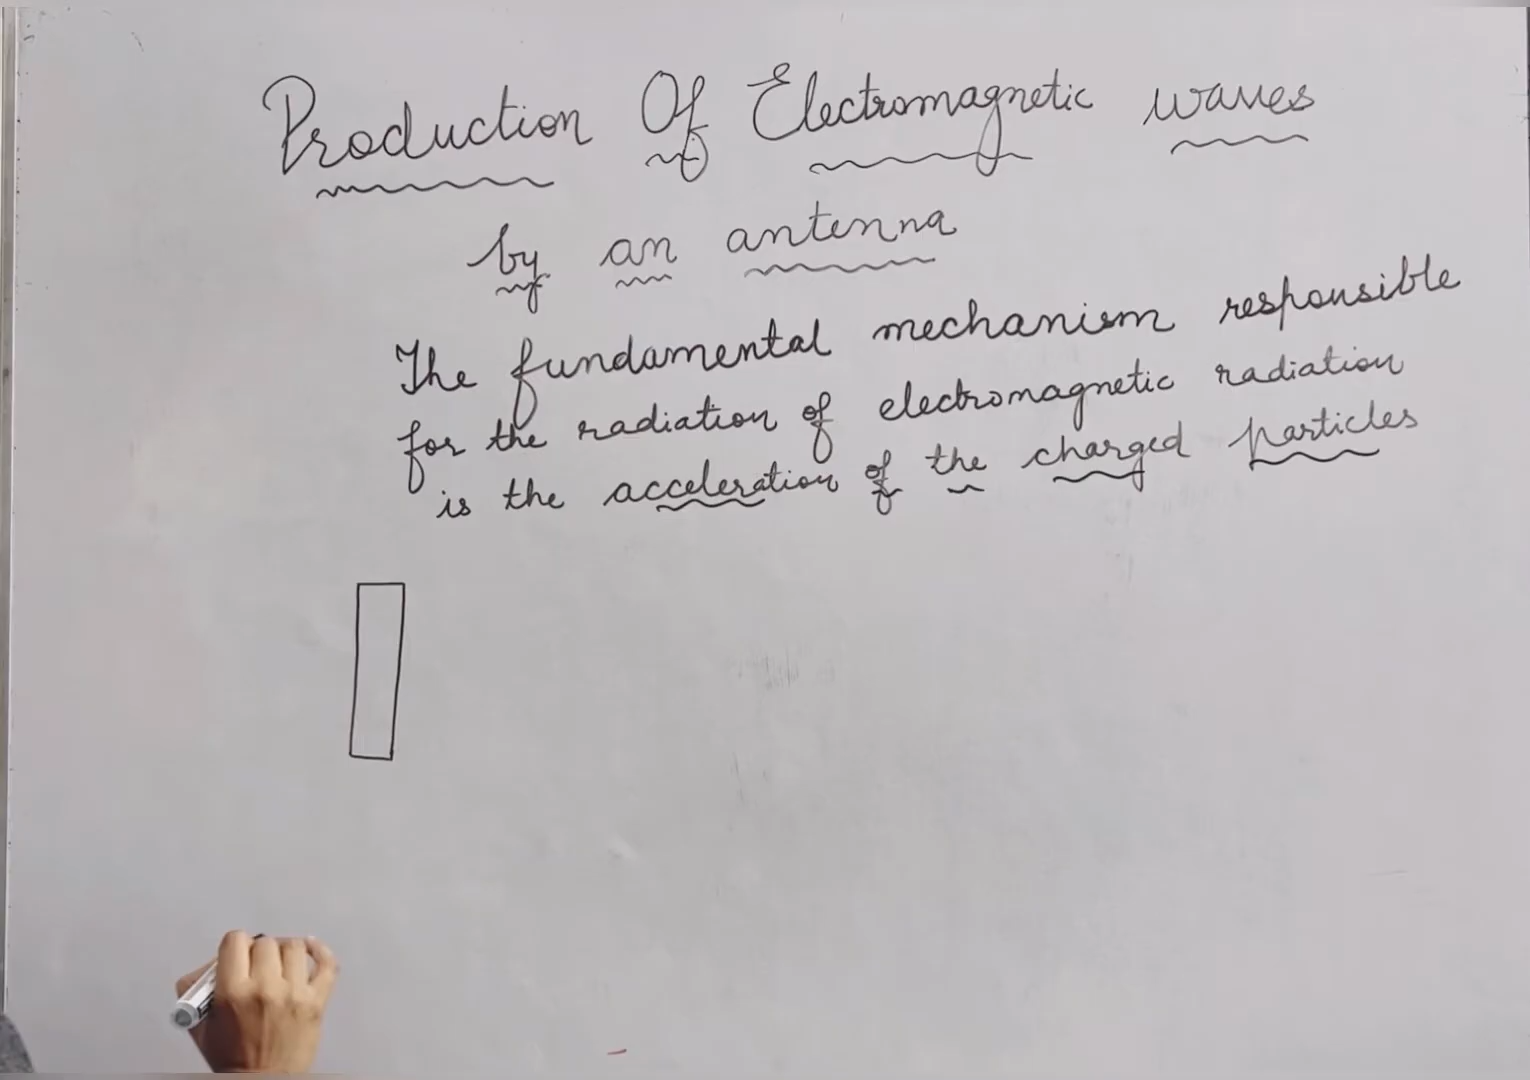 Production Of Electromagnetic waves
by an antenna
The fundamental mechanism responsible
for the radiation of electromagnetic radiation
is the acceleration of the charged particles